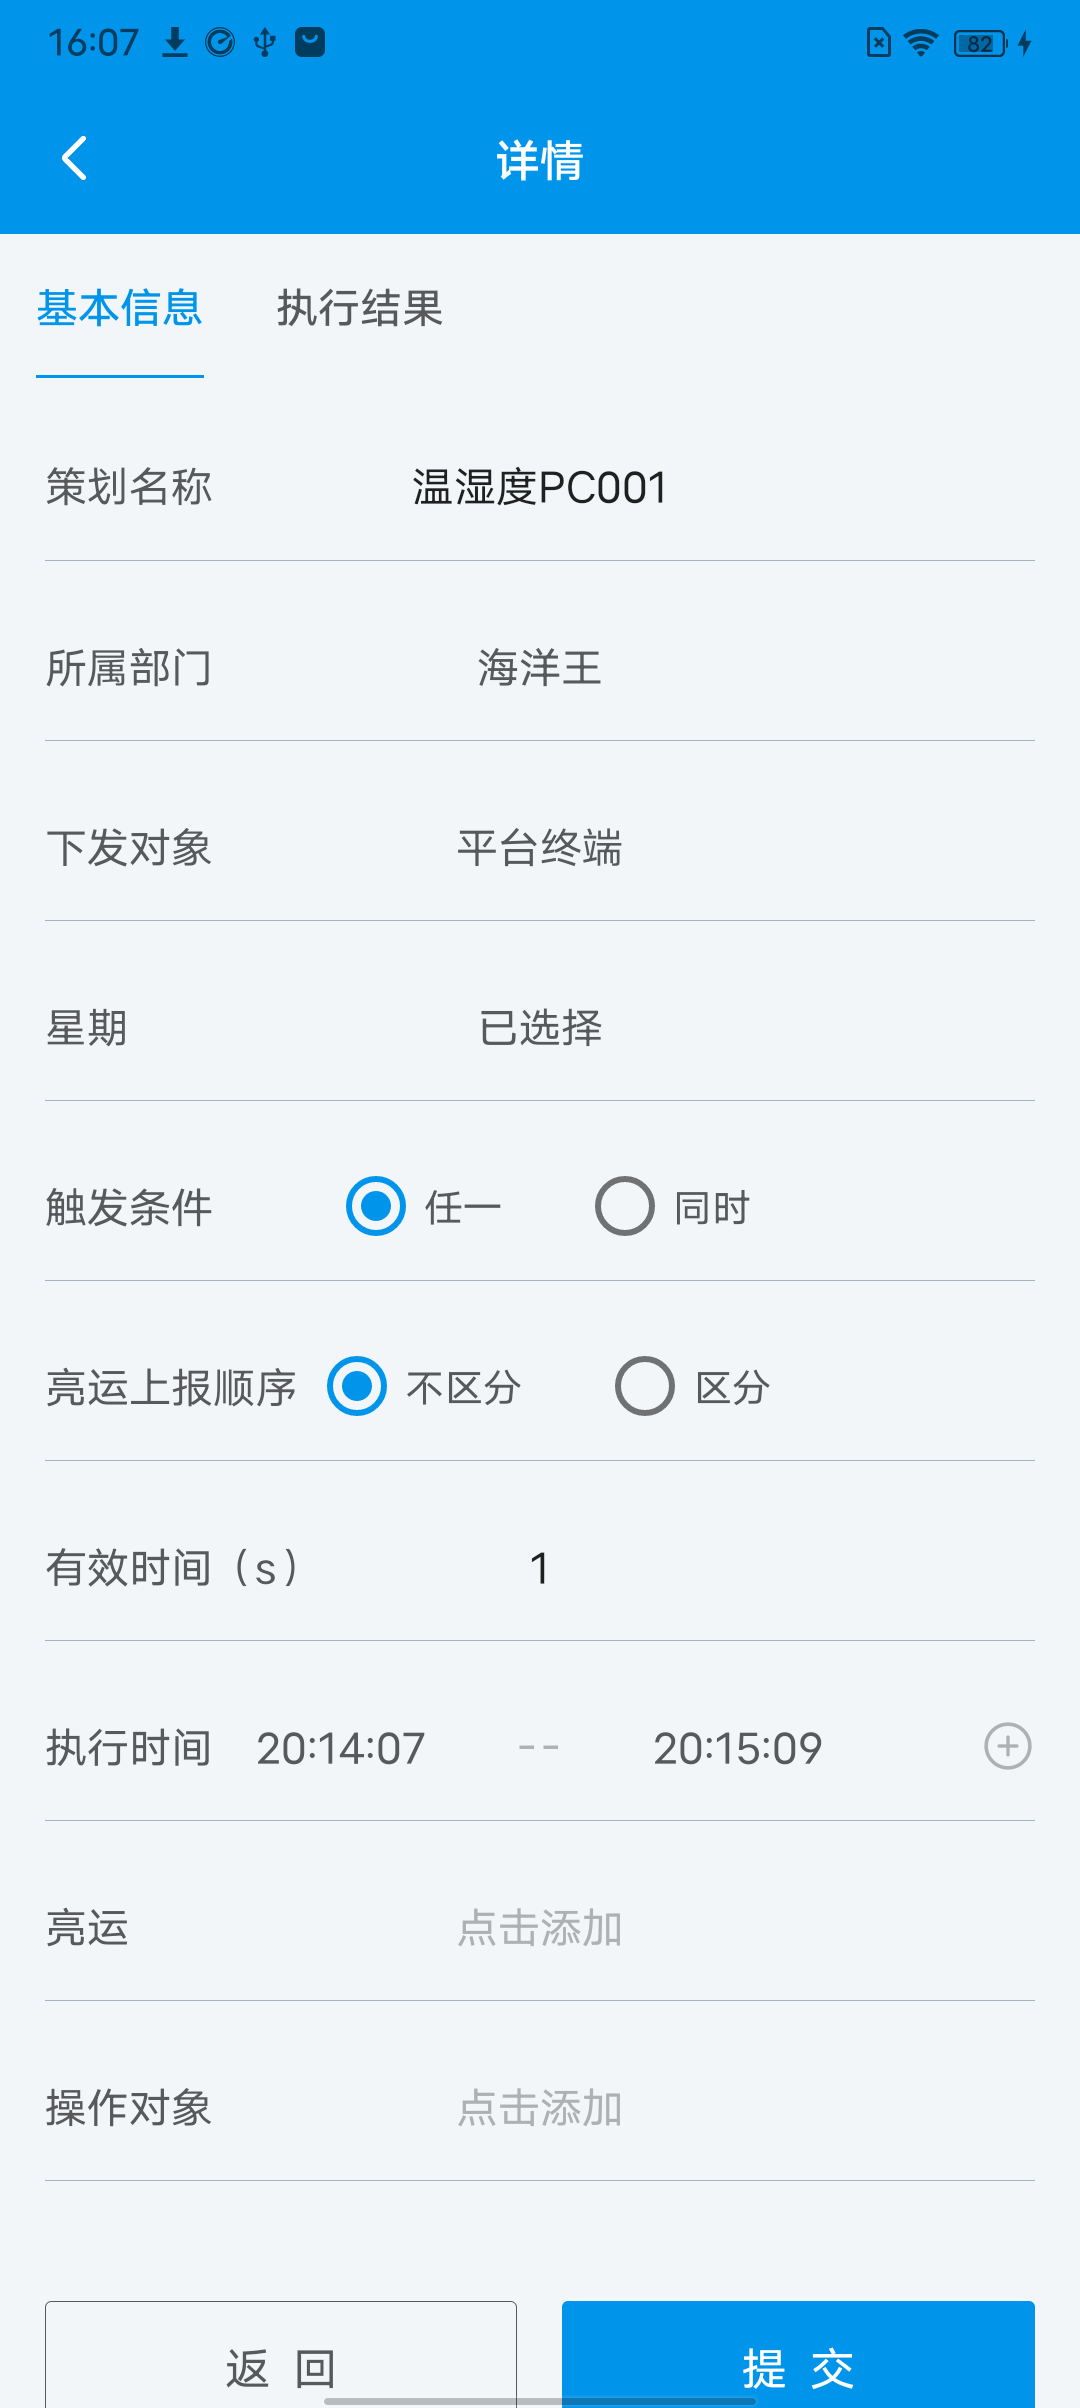 16:07 82
详情
基本信息 执行结果
策划名称 温湿度PC001
所属部门 海洋王
下发对象 平台终端
星期 已选择
触发条件 任一 同时
亮运上报顺序 不区分 区分
有效时间（s） 1
执行时间 20:14:07 -- 20:15:09
亮运 点击添加
操作对象 点击添加
返 回 提 交